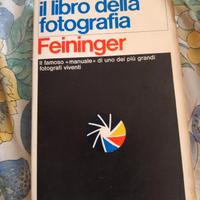 il libro della
fotografia
Feininger
Il famoso «manuale» di uno dei più grandi
fotografi viventi